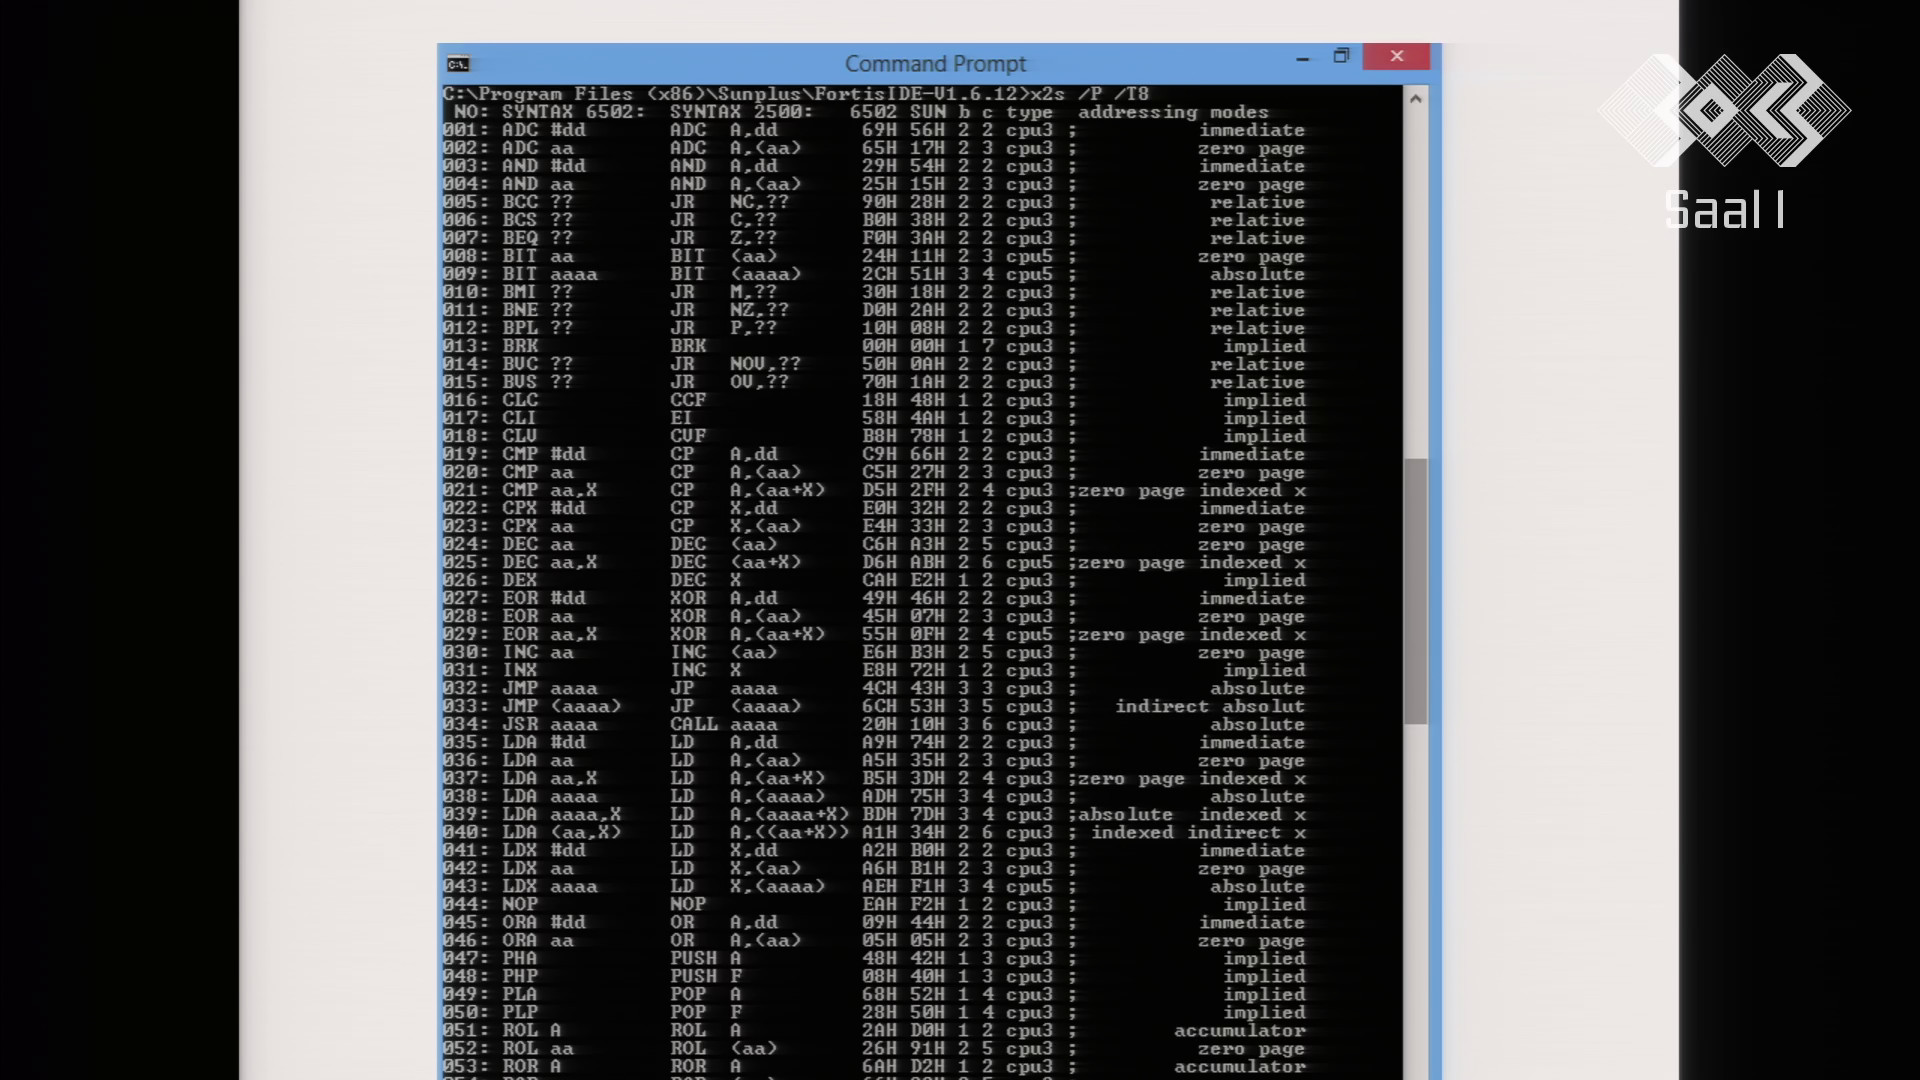 Command Prompt
C:\Program Files (x86)\Sunplus\FortisIDE-V1.6.12>x2s /P /T8
NO: SYNTAX 6502: SYNTAX 2500: 6502 SUN b c type addressing modes
001: ADC #dd ADC A,dd 69H 56H 2 2 cpu3 ; immediate
002: ADC aa ADC A,(aa) 65H 17H 2 3 cpu3 ; zero page
003: AND #dd AND A,dd 29H 54H 2 2 cpu3 ; immediate
004: AND aa AND A,(aa) 25H 15H 2 3 cpu3 ; zero page
005: BCC ?? JR NC,?? 90H 28H 2 2 cpu3 ; relative
006: BCS ?? JR C,?? B0H 38H 2 2 cpu3 ; relative
007: BEQ ?? JR Z,?? F0H 3AH 2 2 cpu3 ; relative
008: BIT aa BIT (aa) 24H 11H 2 3 cpu5 ; zero page
009: BIT aaaa BIT (aaaa) 2CH 51H 3 4 cpu5 ; absolute
010: BMI ?? JR M,?? 30H 18H 2 2 cpu3 ; relative
011: BNE ?? JR NZ,?? D0H 2AH 2 2 cpu3 ; relative
012: BPL ?? JR P,?? 10H 08H 2 2 cpu3 ; relative
013: BRK BRK 00H 00H 1 7 cpu3 ; implied
014: BVC ?? JR NOV,?? 50H 0AH 2 2 cpu3 ; relative
015: BVS ?? JR OV,?? 70H 1AH 2 2 cpu3 ; relative
016: CLC CCF 18H 48H 1 2 cpu3 ; implied
017: CLI EI 58H 4AH 1 2 cpu3 ; implied
018: CLV CVF B8H 78H 1 2 cpu3 ; implied
019: CMP #dd CP A,dd C9H 66H 2 2 cpu3 ; immediate
020: CMP aa CP A,(aa) C5H 27H 2 3 cpu3 ; zero page
021: CMP aa,X CP A,(aa+X) D5H 2FH 2 4 cpu3 ;zero page indexed x
022: CPX #dd CP X,dd E0H 32H 2 2 cpu3 ; immediate
023: CPX aa CP X,(aa) E4H 33H 2 3 cpu3 ; zero page
024: DEC aa DEC (aa) C6H A3H 2 5 cpu3 ; zero page
025: DEC aa,X DEC (aa+X) D6H ABH 2 6 cpu5 ;zero page indexed x
026: DEX DEC X CAH E2H 1 2 cpu3 ; implied
027: EOR #dd XOR A,dd 49H 46H 2 2 cpu3 ; immediate
028: EOR aa XOR A,(aa) 45H 07H 2 3 cpu3 ; zero page
029: EOR aa,X XOR A,(aa+X) 55H 0FH 2 4 cpu5 ;zero page indexed x
030: INC aa INC (aa) E6H B3H 2 5 cpu3 ; zero page
031: INX INC X E8H 72H 1 2 cpu3 ; implied
032: JMP aaaa JP aaaa 4CH 43H 3 3 cpu3 ; absolute
033: JMP (aaaa) JP (aaaa) 6CH 53H 3 5 cpu3 ; indirect absolut
034: JSR aaaa CALL aaaa 20H 10H 3 6 cpu3 ; absolute
035: LDA #dd LD A,dd A9H 74H 2 2 cpu3 ; immediate
036: LDA aa LD A,(aa) A5H 35H 2 3 cpu3 ; zero page
037: LDA aa,X LD A,(aa+X) B5H 3DH 2 4 cpu3 ;zero page indexed x
038: LDA aaaa LD A,(aaaa) ADH 75H 3 4 cpu3 ; absolute
039: LDA aaaa,X LD A,(aaaa+X) BDH 7DH 3 4 cpu3 ;absolute indexed x
040: LDA (aa,X) LD A,((aa+X)) A1H 34H 2 6 cpu3 ; indexed indirect x
041: LDX #dd LD X,dd A2H B0H 2 2 cpu3 ; immediate
042: LDX aa LD X,(aa) A6H B1H 2 3 cpu3 ; zero page
043: LDX aaaa LD X,(aaaa) AEH F1H 3 4 cpu5 ; absolute
044: NOP NOP EAH F2H 1 2 cpu3 ; implied
045: ORA #dd OR A,dd 09H 44H 2 2 cpu3 ; immediate
046: ORA aa OR A,(aa) 05H 05H 2 3 cpu3 ; zero page
047: PHA PUSH A 48H 42H 1 3 cpu3 ; implied
048: PHP PUSH F 08H 40H 1 3 cpu3 ; implied
049: PLA POP A 68H 52H 1 4 cpu3 ; implied
050: PLP POP F 28H 50H 1 4 cpu3 ; implied
051: ROL A ROL A 2AH D0H 1 2 cpu3 ; accumulator
052: ROL aa ROL (aa) 26H 91H 2 5 cpu3 ; zero page
053: ROR A ROR A 6AH D2H 1 2 cpu3 ; accumulator
Saal 1